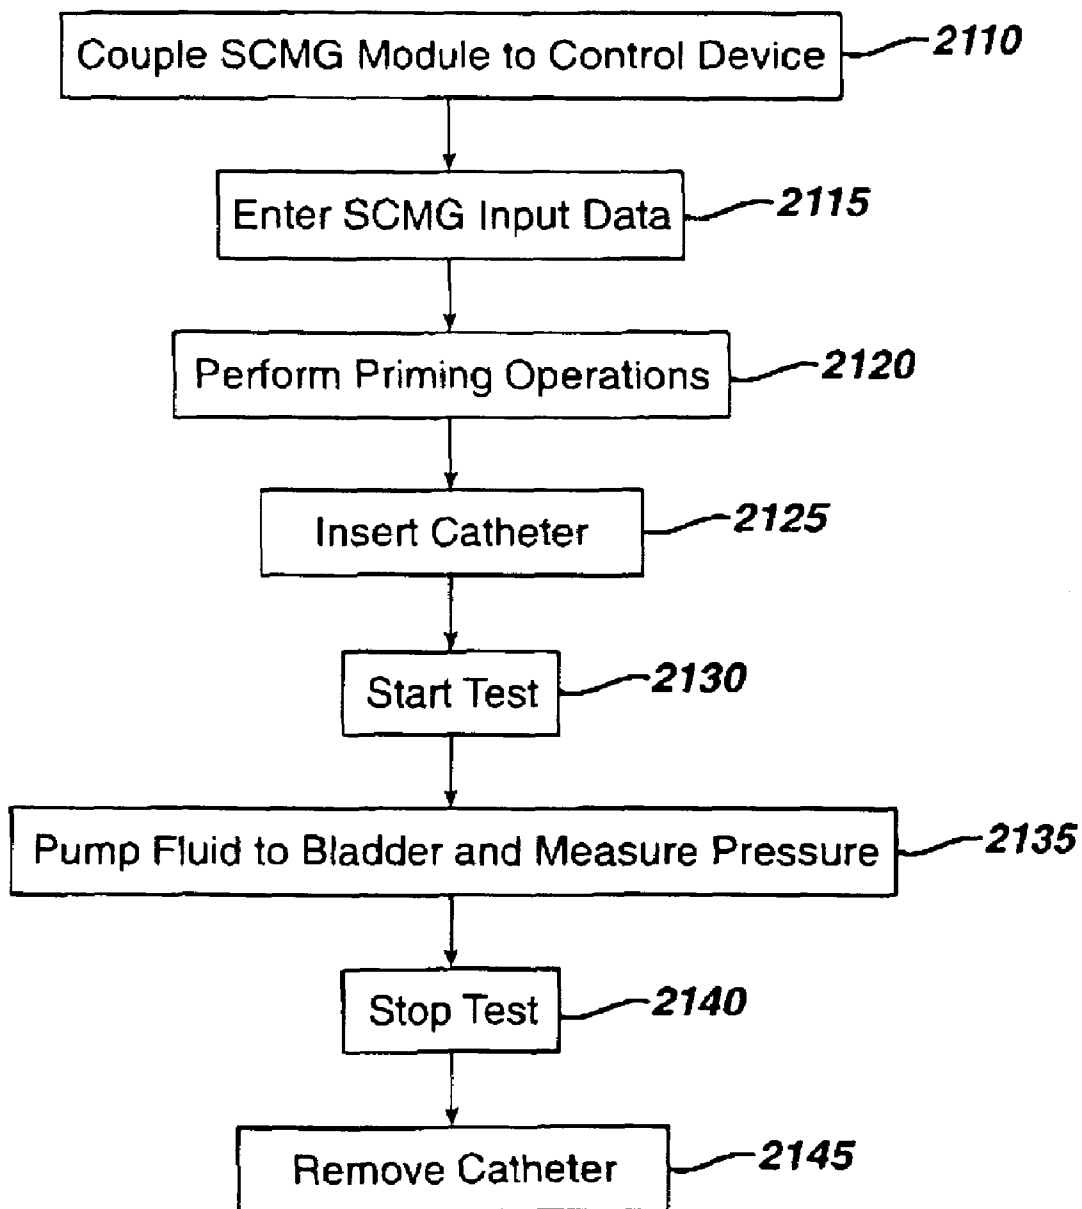 Couple SCMG Module to Control Device 2110
Enter SCMG Input Data 2115
Perform Priming Operations 2120
Insert Catheter 2125
Start Test 2130
Pump Fluid to Bladder and Measure Pressure 2135
Stop Test 2140
Remove Catheter 2145